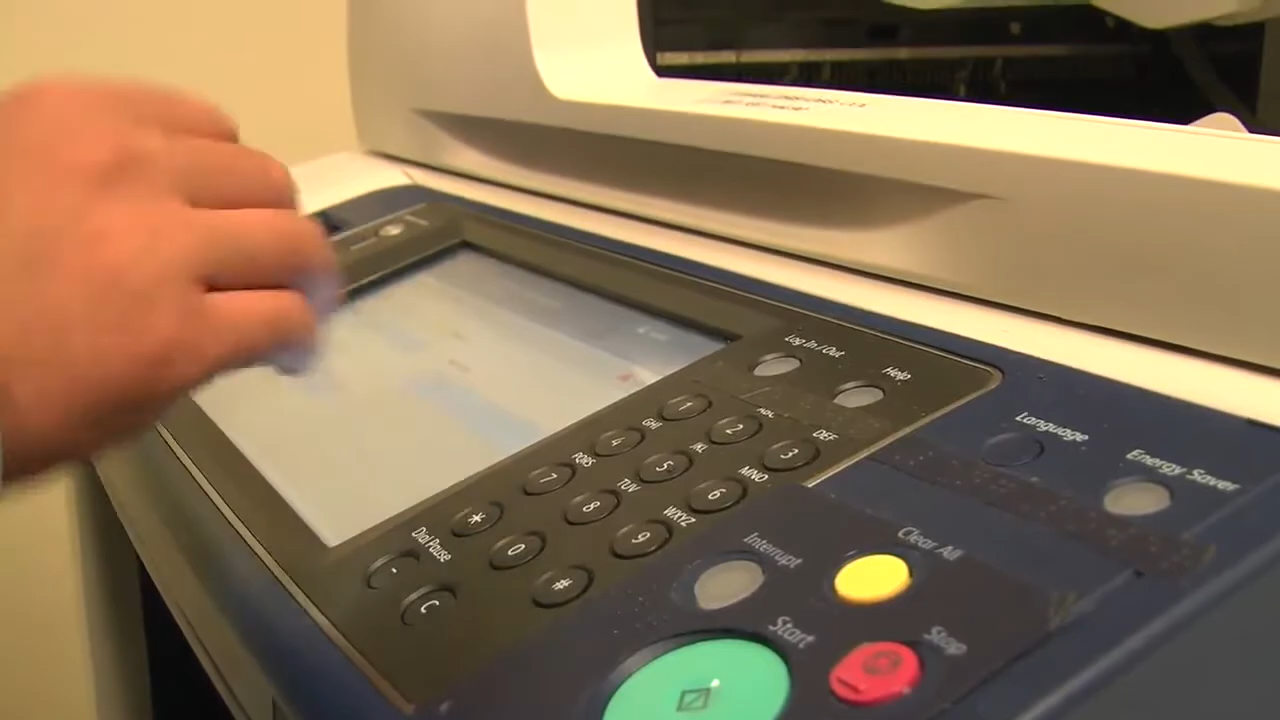 Log In / Out
Help
Language
Energy Saver
1
ABC
2
DEF
3
GHI
4
JKL
5
MNO
6
PQRS
7
TUV
8
WXYZ
9
*
0
#
Dial Pause
-
C
Interrupt
Clear All
Start
Stop